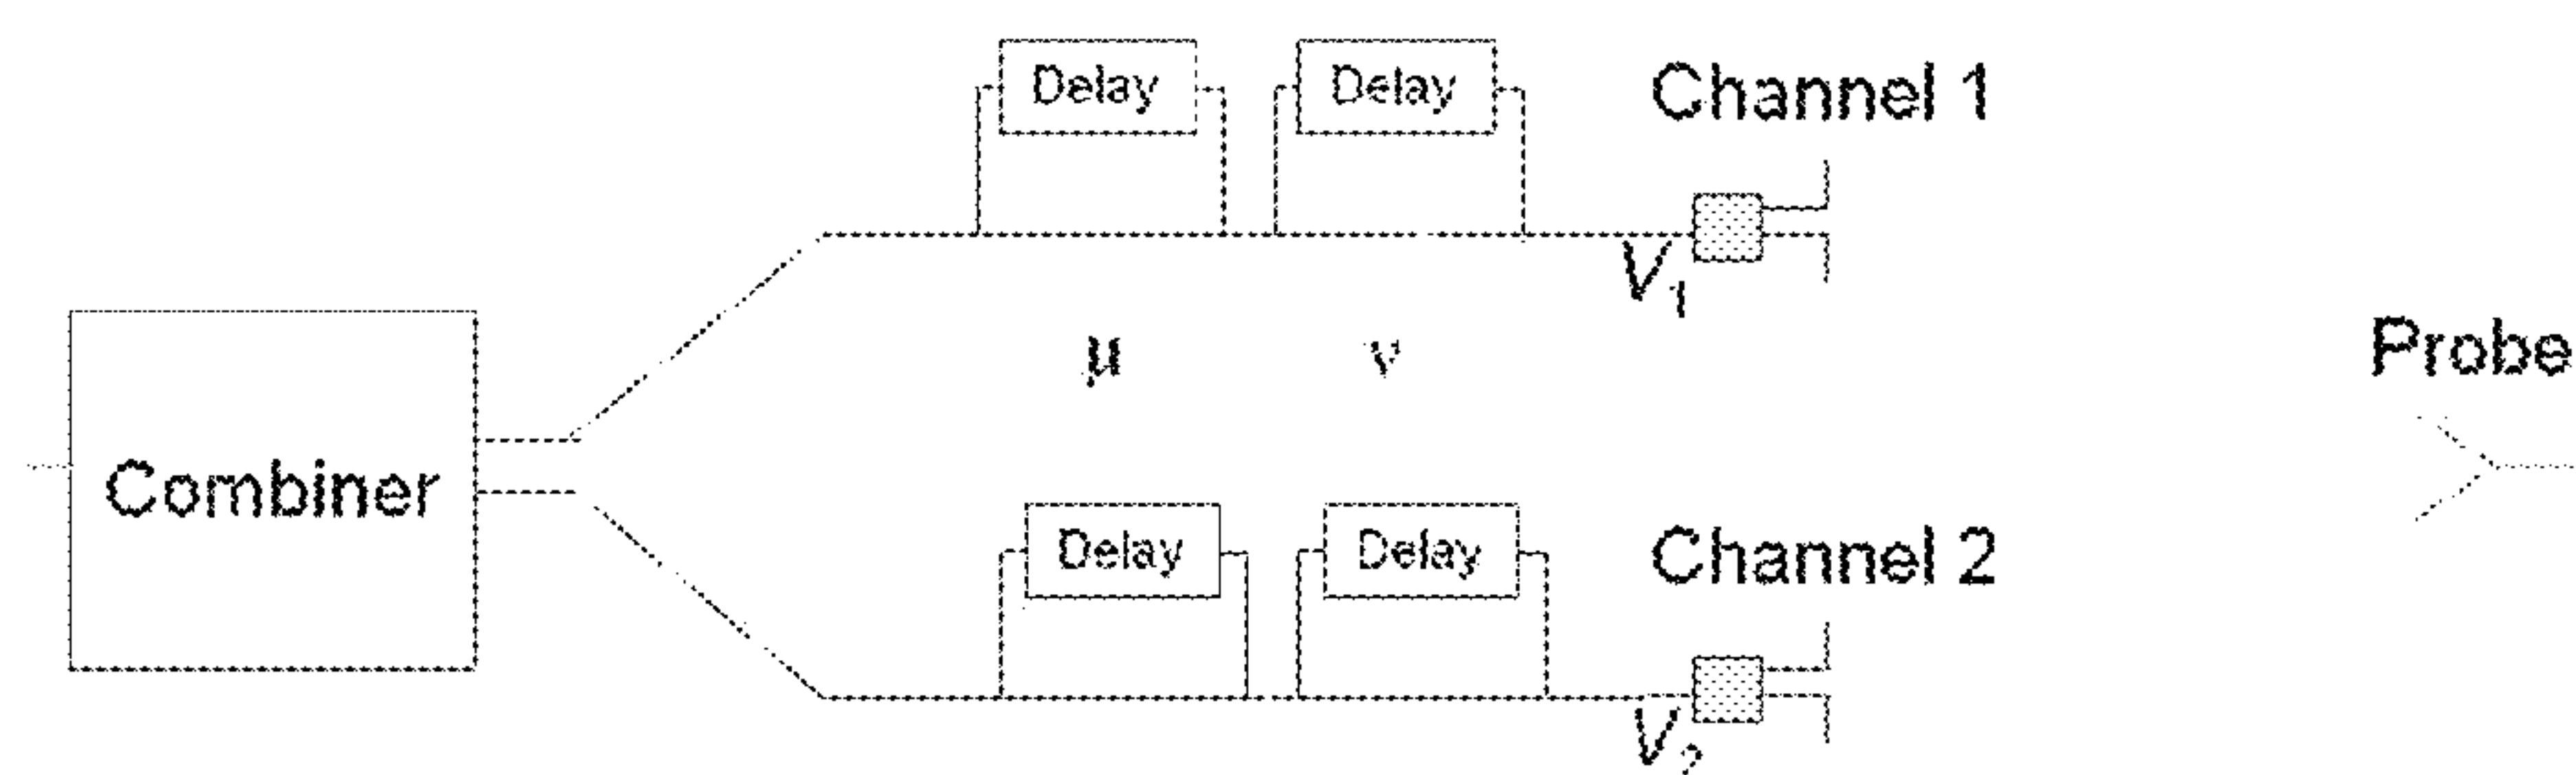 Delay Delay Channel 1
V1
μ ν Probe
Combiner
Delay Delay Channel 2
V2